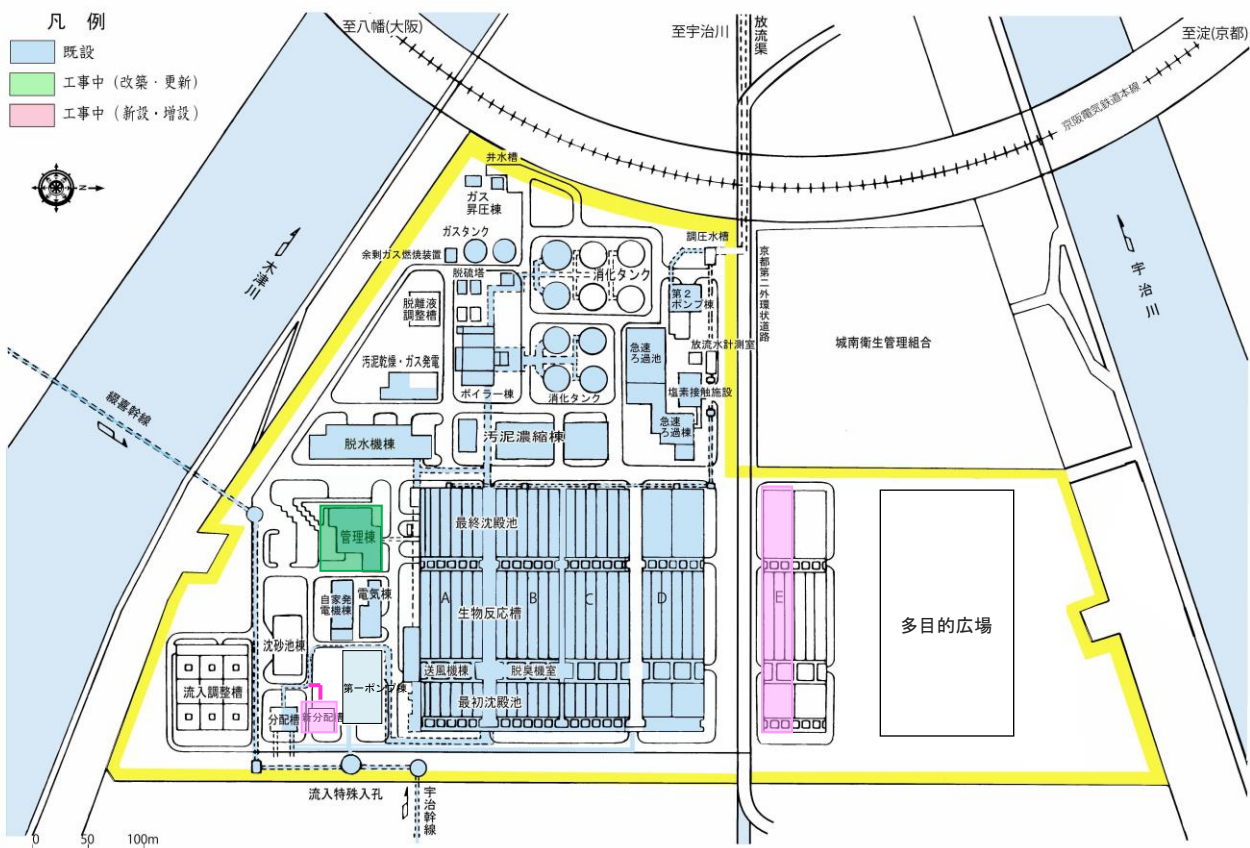 凡 例
既設
工事中（改築・更新）
工事中（新設・増設）
N
至八幡(大阪)
至宇治川
放流渠
至淀(京都)
京阪電気鉄道本線
木津川
宇治川
井水槽
ガス
昇圧棟
ガスタンク
余剰ガス燃焼装置
脱硫塔
消化タンク
調圧水槽
第２
ポンプ棟
京都第二外環状道路
脱離液
調整槽
放流水計測室
城南衛生管理組合
急速
ろ過池
汚泥乾燥・ガス発電
ボイラー棟
消化タンク
塩素接触施設
急速
ろ過棟
綴喜幹線
脱水機棟
汚泥濃縮棟
最終沈殿池
管理棟
自家発
電機棟
電気棟
A
B
C
D
E
生物反応槽
多目的広場
沈砂池棟
流入調整槽
送風機棟
脱臭機室
第一ポンプ棟
最初沈殿池
分配槽
新分配槽
流入特殊入孔
宇治幹線
0
50
100m